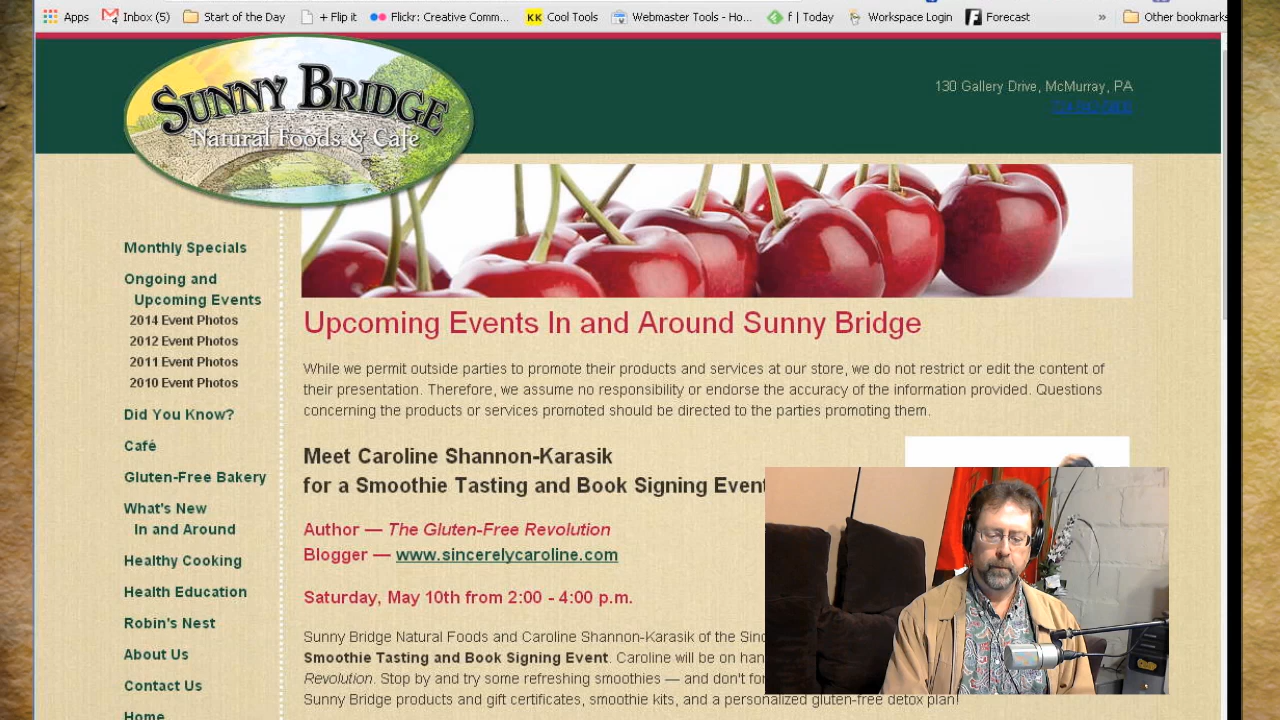 Apps Inbox (5) Start of the Day + Flip it Flickr: Creative Comm... KK Cool Tools Webmaster Tools - Ho... f | Today Workspace Login Forecast » Other bookmarks
Sunny Bridge
Natural Foods & Cafe
130 Gallery Drive, McMurray, PA
Monthly Specials
Ongoing and
Upcoming Events
2014 Event Photos
2012 Event Photos
2011 Event Photos
2010 Event Photos
Did You Know?
Café
Gluten-Free Bakery
What's New
In and Around
Healthy Cooking
Health Education
Robin's Nest
About Us
Contact Us
Home
Upcoming Events In and Around Sunny Bridge
While we permit outside parties to promote their products and services at our store, we do not restrict or edit the content of
their presentation. Therefore, we assume no responsibility or endorse the accuracy of the information provided. Questions
concerning the products or services promoted should be directed to the parties promoting them.
Meet Caroline Shannon-Karasik
for a Smoothie Tasting and Book Signing Event
Author — The Gluten-Free Revolution
Blogger — www.sincerelycaroline.com
Saturday, May 10th from 2:00 - 4:00 p.m.
Sunny Bridge Natural Foods and Caroline Shannon-Karasik of the
Smoothie Tasting and Book Signing Event. Caroline will be on
Revolution. Stop by and try some refreshing smoothies — and don't
Sunny Bridge products and gift certificates, smoothie kits, and a personalized gluten-free detox plan!